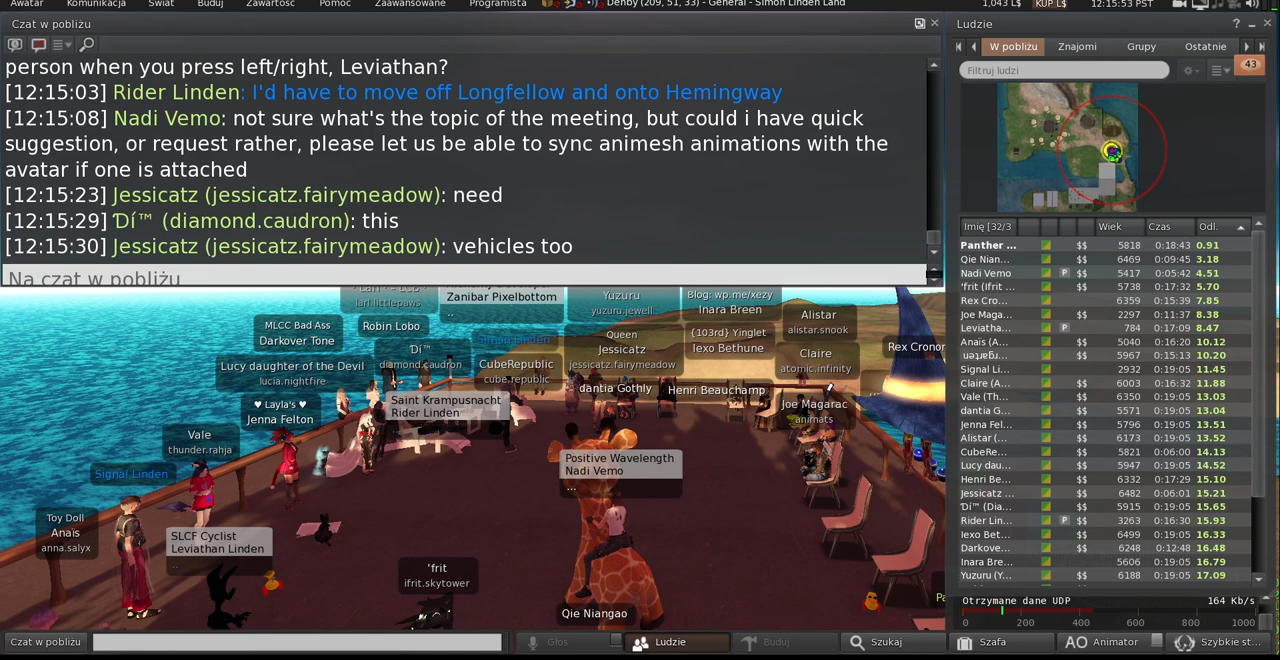 Awatar Komunikacja Świat Buduj Zawartość Pomoc Zaawansowane Programista Denby (209, 51, 33) - General - Simon Linden Land 1,043 L$ KUP L$ 12:15:53 PST
Czat w pobliżu
person when you press left/right, Leviathan?
[12:15:03] Rider Linden: I'd have to move off Longfellow and onto Hemingway
[12:15:08] Nadi Vemo: not sure what's the topic of the meeting, but could i have quick
suggestion, or request rather, please let us be able to sync animesh animations with the
avatar if one is attached
[12:15:23] Jessicatz (jessicatz.fairymeadow): need
[12:15:29] Ɗí™ (diamond.caudron): this
[12:15:30] Jessicatz (jessicatz.fairymeadow): vehicles too
Na czat w pobliżu
larl.littlepaws
Zanibar Pixelbottom
..
Yuzuru
yuzuru.jewell
Blog: wp.me/xezy
Inara Breen
Alistar
alistar.snook
MLCC Bad Ass
Darkover Tone
Robin Lobo
Simon Linden
Ɗí™
diamond.caudron
CubeRepublic
cube.republic
Queen
Jessicatz
jessicatz.fairymeadow
{103rd} Yinglet
Iexo Bethune
Claire
atomic.infinity
Rex Cronon
Lucy daughter of the Devil
lucia.nightfire
dantia Gothly
Henri Beauchamp
Saint Krampusnacht
Rider Linden
♥ Layla's ♥
Jenna Felton
Joe Magarac
animats
Vale
thunder.rahja
Signal Linden
Positive Wavelength
Nadi Vemo
...
Toy Doll
Anaïs
anna.salyx
SLCF Cyclist
Leviathan Linden
..
'frit
ifrit.skytower
Qie Niangao
Czat w pobliżu
Głos
Ludzie
Buduj
Szukaj
Ludzie
W pobliżu Znajomi Grupy Ostatnie
Filtruj ludzi
43
Imię [32/3 Wiek Czas Odl.
Panther ... $$ 5818 0:18:43 0.91
Qie Nian... $$ 6469 0:09:45 3.18
Nadi Vemo P $$ 5417 0:05:42 4.51
'frit (Ifrit ... $$ 5738 0:17:32 5.70
Rex Cro... 6359 0:15:39 7.85
Joe Maga... $$ 2297 0:11:37 8.38
Leviatha... P 784 0:17:09 8.47
Anaïs (A... $$ 5040 0:16:20 10.12
$$ 5967 0:15:13 10.20
Signal Li... 2932 0:19:05 11.45
Claire (A... $$ 6003 0:16:32 11.88
Vale (Th... $$ 6350 0:19:05 13.03
dantia G... $$ 5571 0:19:05 13.04
Jenna Fel... $$ 5796 0:19:05 13.51
Alistar (... $$ 6173 0:19:05 13.52
CubeRe... $$ 5821 0:06:00 14.13
Lucy dau... $$ 5947 0:19:05 14.52
Henri Be... $$ 6332 0:17:29 15.10
Jessicatz ... $$ 6482 0:06:01 15.21
Ɗí™ (Dia... $$ 5915 0:19:05 15.65
Rider Lin... P $$ 3263 0:16:30 15.93
Iexo Bet... $$ 6499 0:19:05 16.33
Darkove... $$ 6248 0:12:48 16.48
Inara Bre... 5606 0:19:05 16.79
Yuzuru (Y... $$ 6188 0:19:05 17.09
Otrzymane dane UDP 164 Kb/s
0 200 400 600 800 1000
Szafa
AO Animator
Szybkie st...